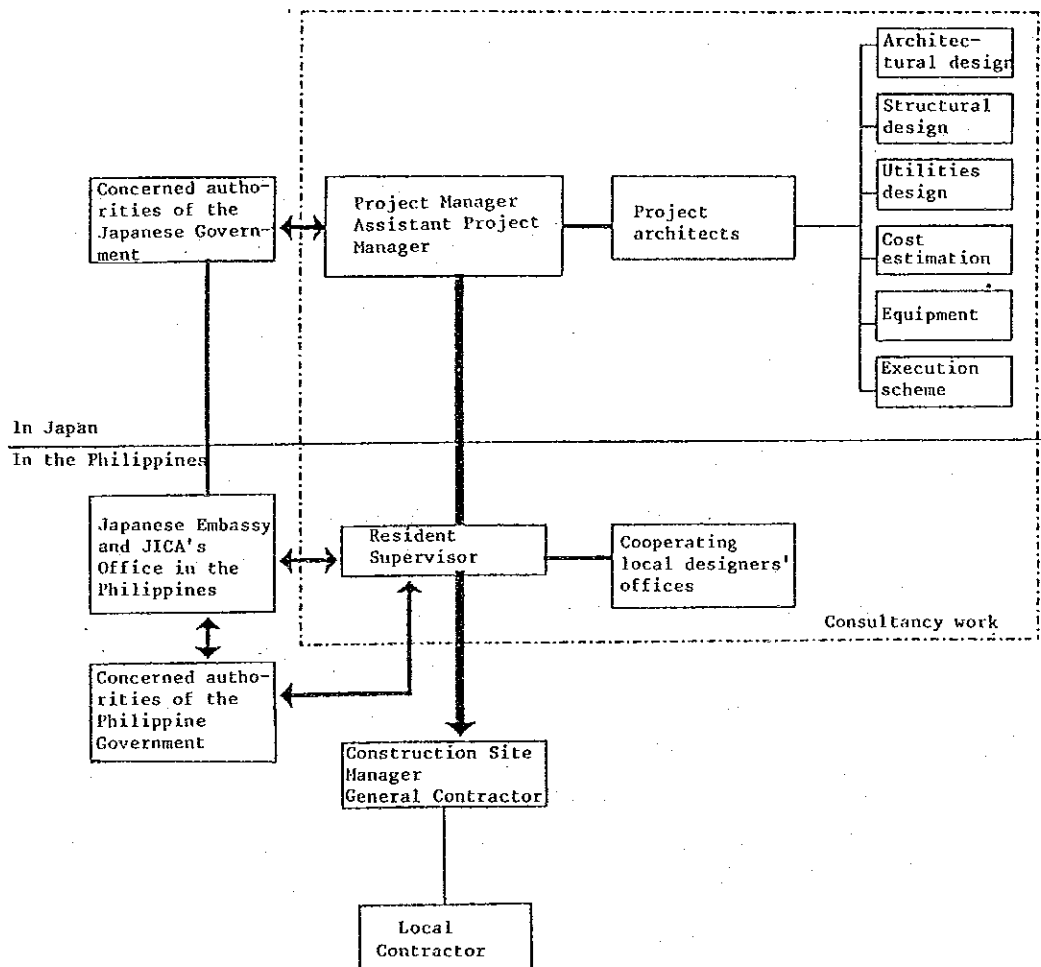 Architec-
tural design
Structural
design
Utilities
design
Cost
estimation
Equipment
Execution
scheme
Concerned autho-
rities of the
Japanese Govern-
ment
Project Manager
Assistant Project
Manager
Project
architects
In Japan
In the Philippines
Japanese Embassy
and JICA's
Office in the
Philippines
Resident
Supervisor
Cooperating
local designers'
offices
Consultancy work
Concerned autho-
rities of the
Philippine
Government
Construction Site
Manager
General Contractor
Local
Contractor